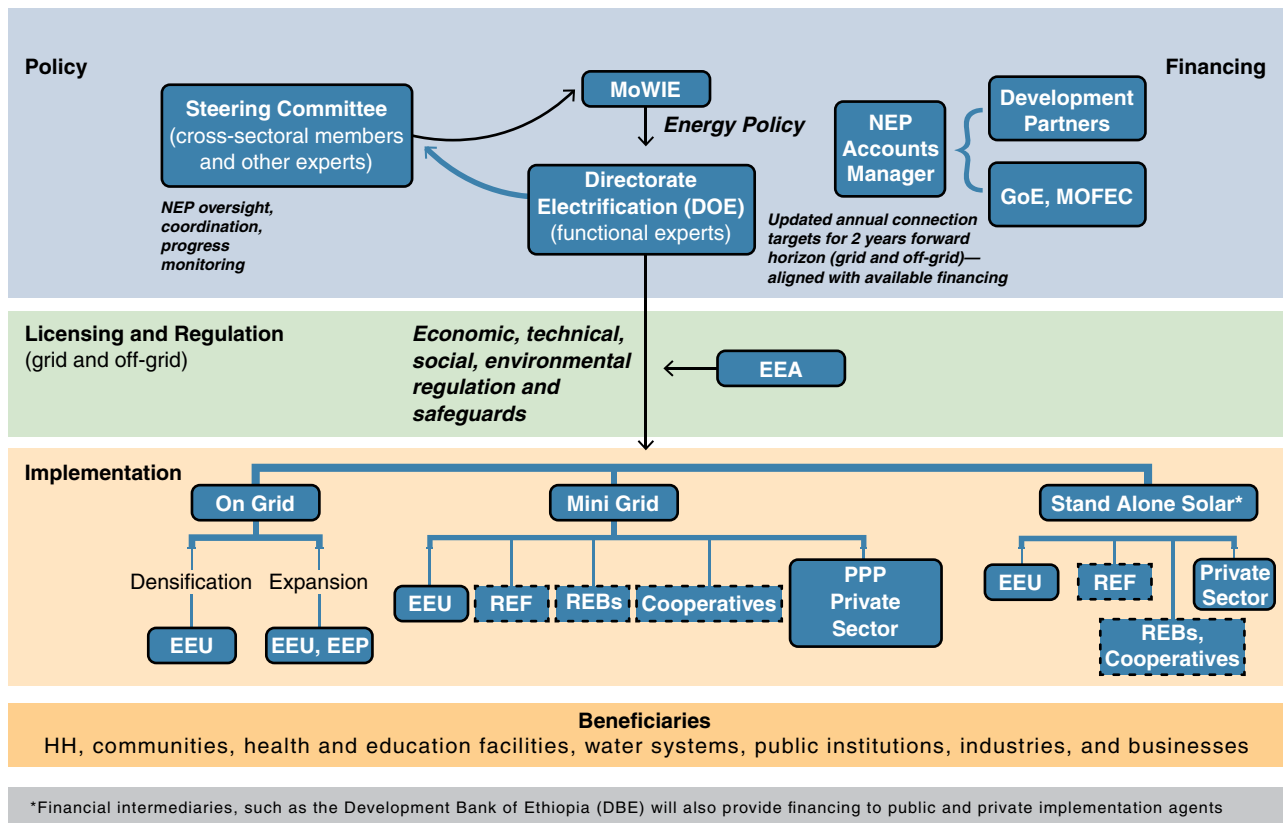 Policy
Financing
Steering Committee
(cross-sectoral members
and other experts)
NEP oversight,
coordination,
progress
monitoring
MoWIE
Energy Policy
Directorate
Electrification (DOE)
(functional experts)
NEP
Accounts
Manager
Development
Partners
GoE, MOFEC
Updated annual connection
targets for 2 years forward
horizon (grid and off-grid)—
aligned with available financing
Licensing and Regulation
(grid and off-grid)
Economic, technical,
social, environmental
regulation and
safeguards
EEA
Implementation
On Grid
Mini Grid
Stand Alone Solar*
Densification
Expansion
EEU
EEU, EEP
EEU
REF
REBs
Cooperatives
PPP
Private
Sector
EEU
REF
REBs,
Cooperatives
Private
Sector
Beneficiaries
HH, communities, health and education facilities, water systems, public institutions, industries, and businesses
*Financial intermediaries, such as the Development Bank of Ethiopia (DBE) will also provide financing to public and private implementation agents